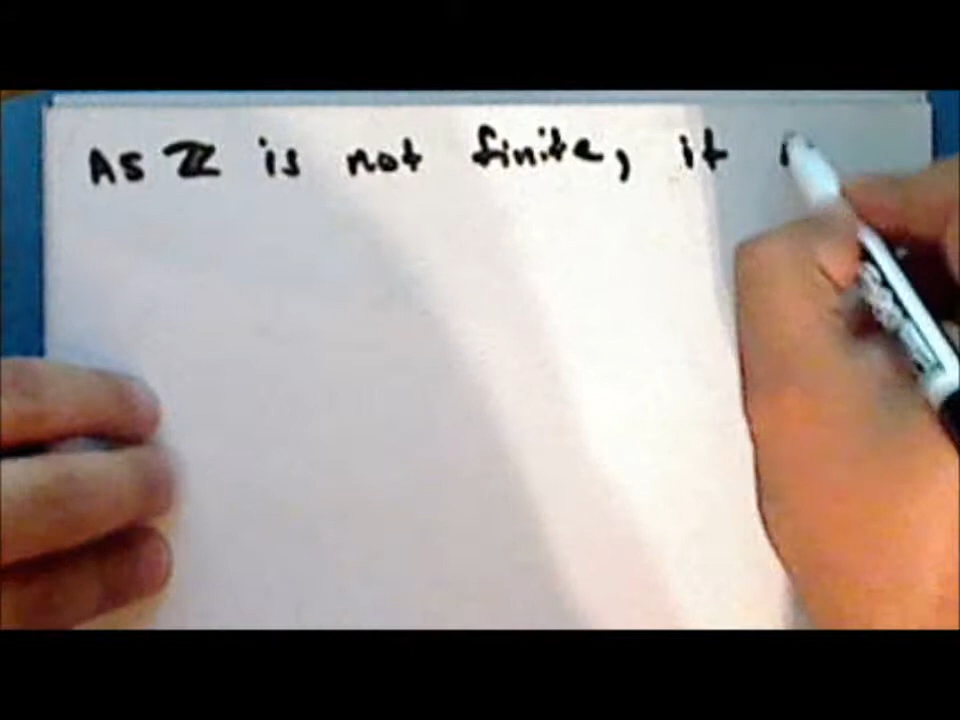 As ℤ is not finite, it i